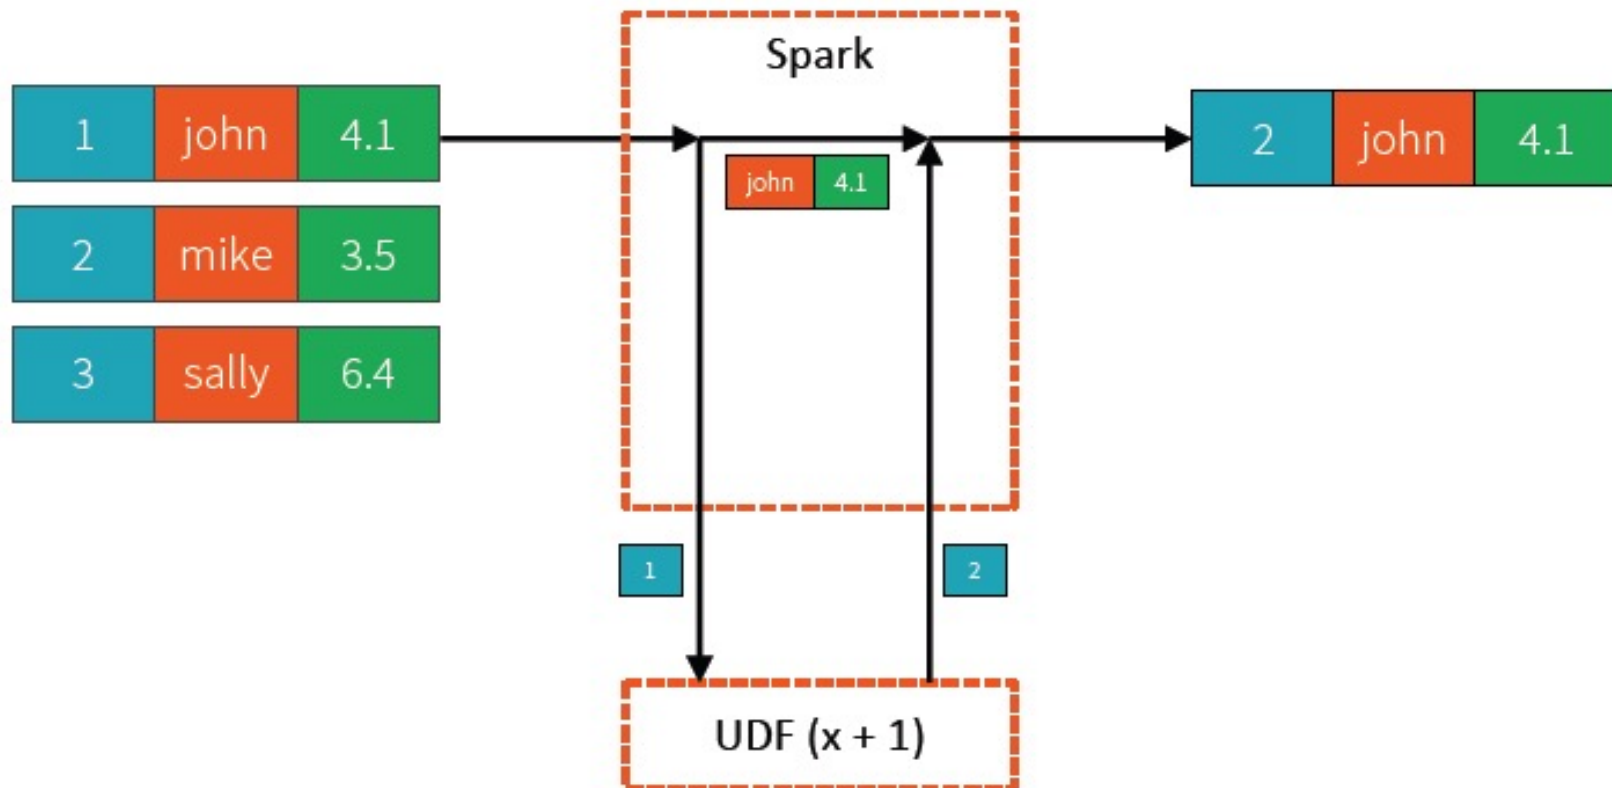 Spark
1 john 4.1
2 john 4.1
john 4.1
2 mike 3.5
3 sally 6.4
1
2
UDF (x + 1)